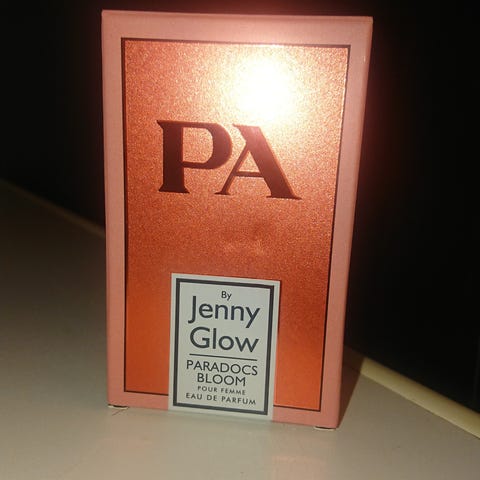 PA
By
Jenny
Glow
PARADOCS
BLOOM
POUR FEMME
EAU DE PARFUM